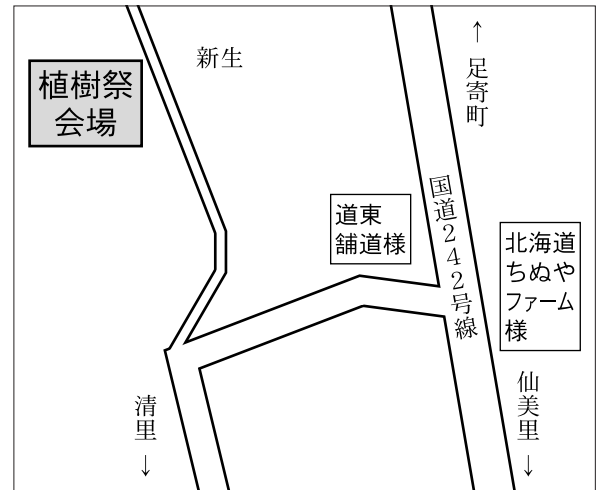 植樹祭
会場
新生
↑ 足寄町
道東
舗道様
国道242号線
北海道
ちぬや
ファーム
様
清里 ↓
仙美里 ↓